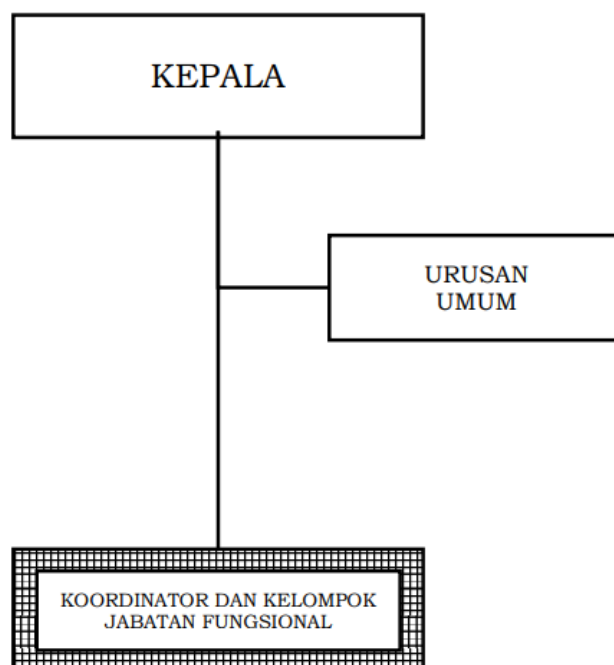 KEPALA
URUSAN
UMUM
KOORDINATOR DAN KELOMPOK
JABATAN FUNGSIONAL